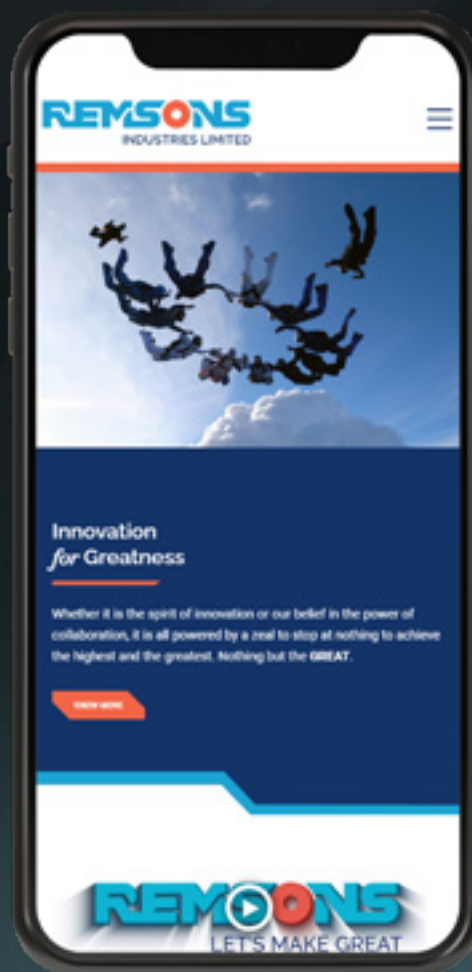 REMSONS
INDUSTRIES LIMITED
Innovation
for Greatness
Whether it is the spirit of innovation or our belief in the power of
collaboration, it is all powered by a zeal to stop at nothing to achieve
the highest and the greatest. Nothing but the GREAT.
KNOW MORE
REMSONS
LET'S MAKE GREAT